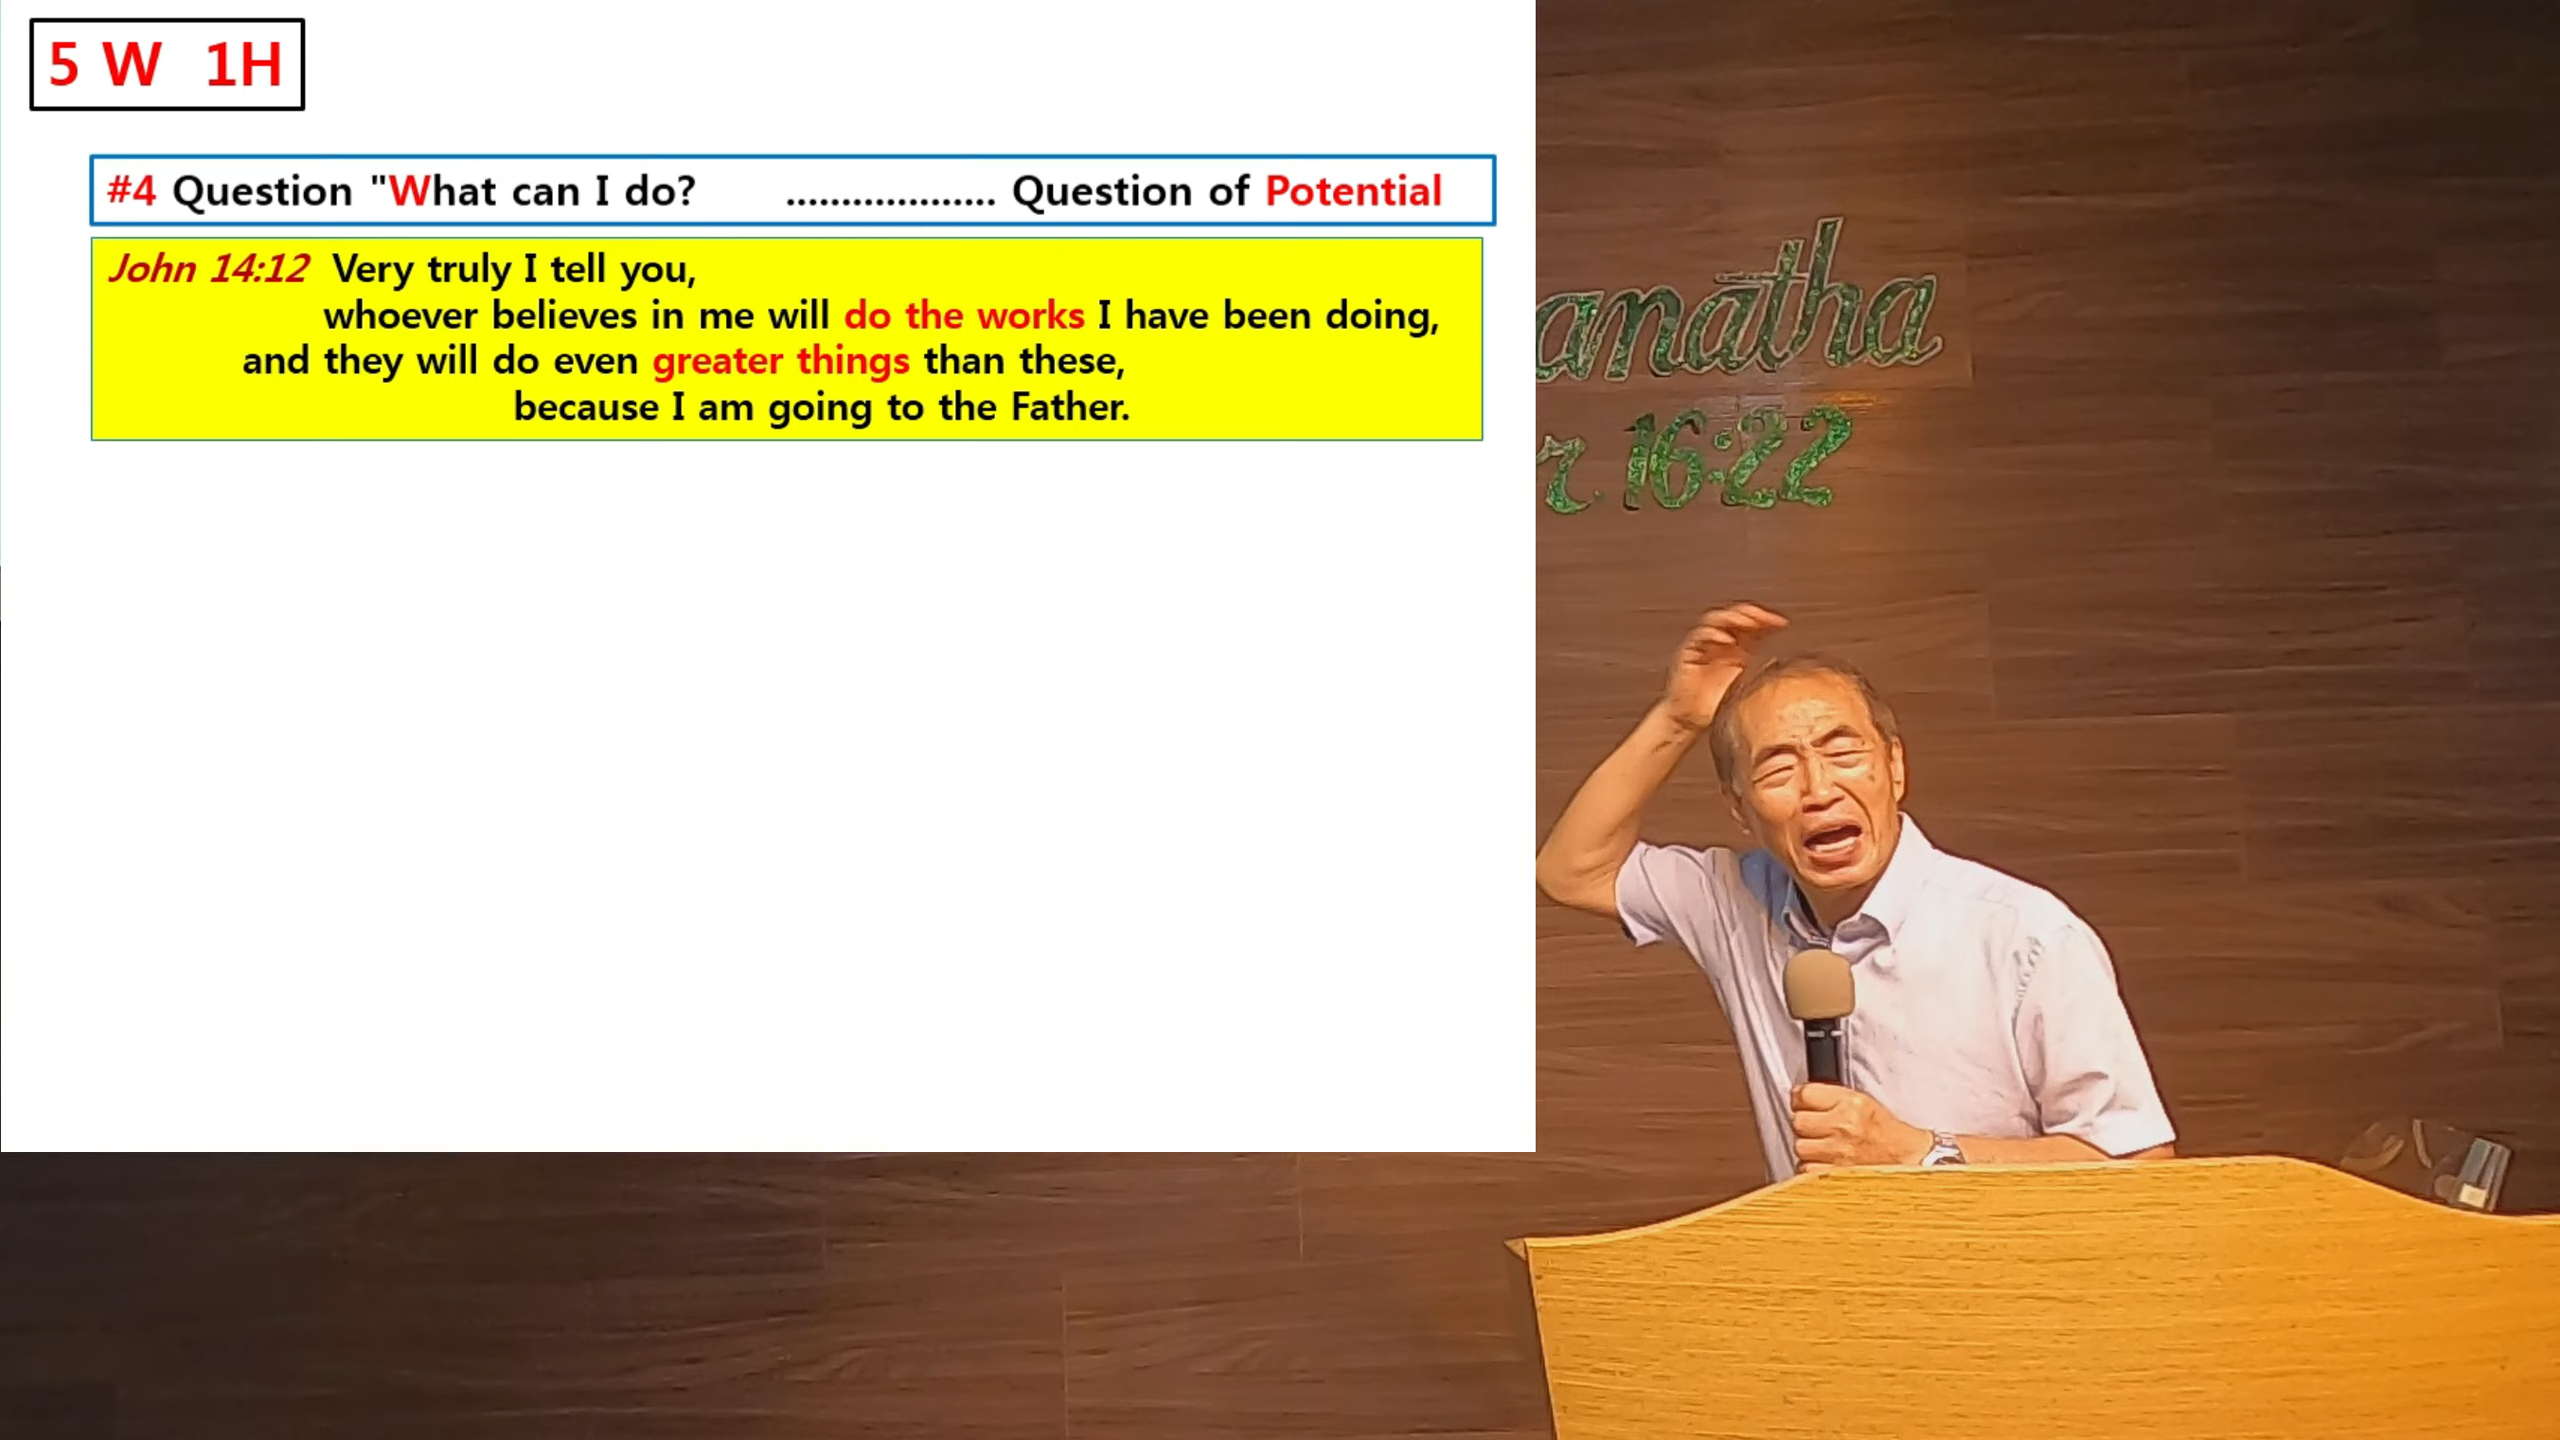 5 W 1H
#4 Question "What can I do? ................... Question of Potential
John 14:12 Very truly I tell you,
whoever believes in me will do the works I have been doing,
and they will do even greater things than these,
because I am going to the Father.
anatha
r. 16:22